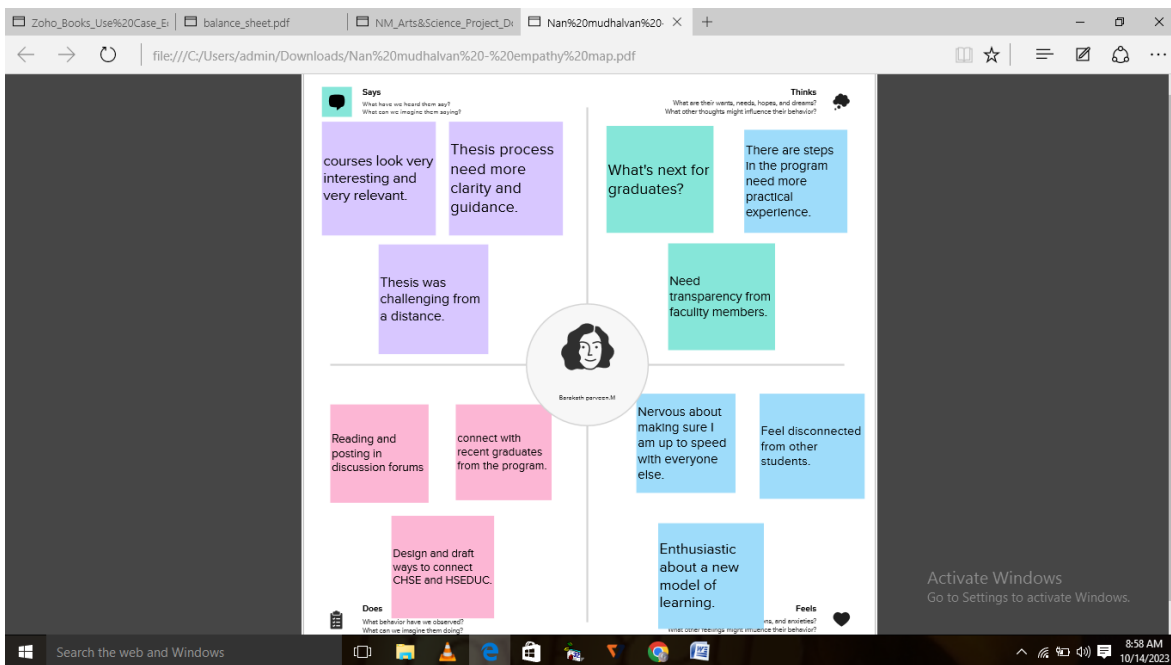 Zoho_Books_Use%20Case_E
balance_sheet.pdf
NM_Arts&Science_Project_D
Nan%20mudhalvan%20-
file:///C:/Users/admin/Downloads/Nan%20mudhalvan%20-%20empathy%20map.pdf
Says
What have we heard them say?
What can we imagine them saying?
Thinks
What are their wants, needs, hopes, and dreams?
What other thoughts might influence their behavior?
courses look very
interesting and
very relevant.
Thesis process
need more
clarity and
guidance.
What's next for
graduates?
There are steps
in the program
need more
practical
experience.
Thesis was
challenging from
a distance.
Need
transparency from
faculty members.
Barakath parveen.M
Reading and
posting in
discussion forums
connect with
recent graduates
from the program.
Nervous about
making sure I
am up to speed
with everyone
else.
Feel disconnected
from other
students.
Design and draft
ways to connect
CHSE and HSEDUC.
Enthusiastic
about a new
model of
learning.
Does
What behavior have we observed?
What can we imagine them doing?
Feels
and anxieties?
What other feelings might influence their behavior?
Activate Windows
Go to Settings to activate Windows.
Search the web and Windows
8:58 AM
10/14/2023